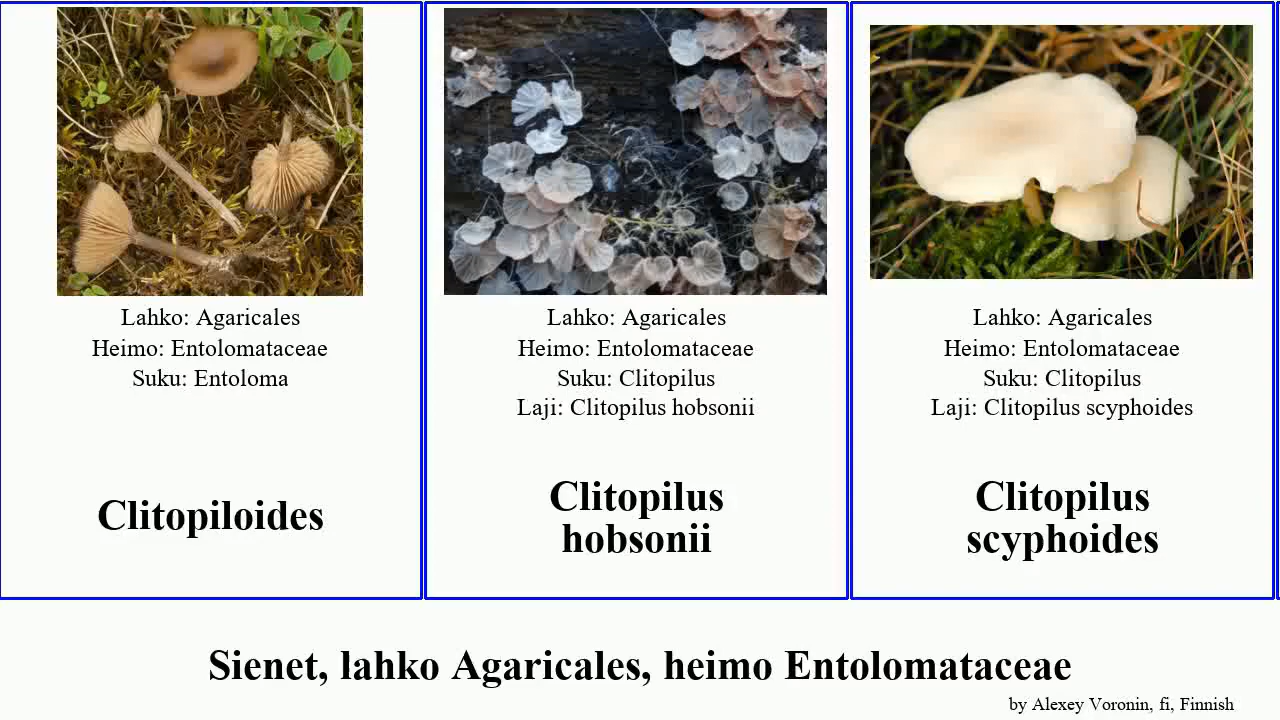 Lahko: Agaricales
Heimo: Entolomataceae
Suku: Entoloma
Clitopiloides
Lahko: Agaricales
Heimo: Entolomataceae
Suku: Clitopilus
Laji: Clitopilus hobsonii
Clitopilus
hobsonii
Lahko: Agaricales
Heimo: Entolomataceae
Suku: Clitopilus
Laji: Clitopilus scyphoides
Clitopilus
scyphoides
Sienet, lahko Agaricales, heimo Entolomataceae
by Alexey Voronin, fi, Finnish